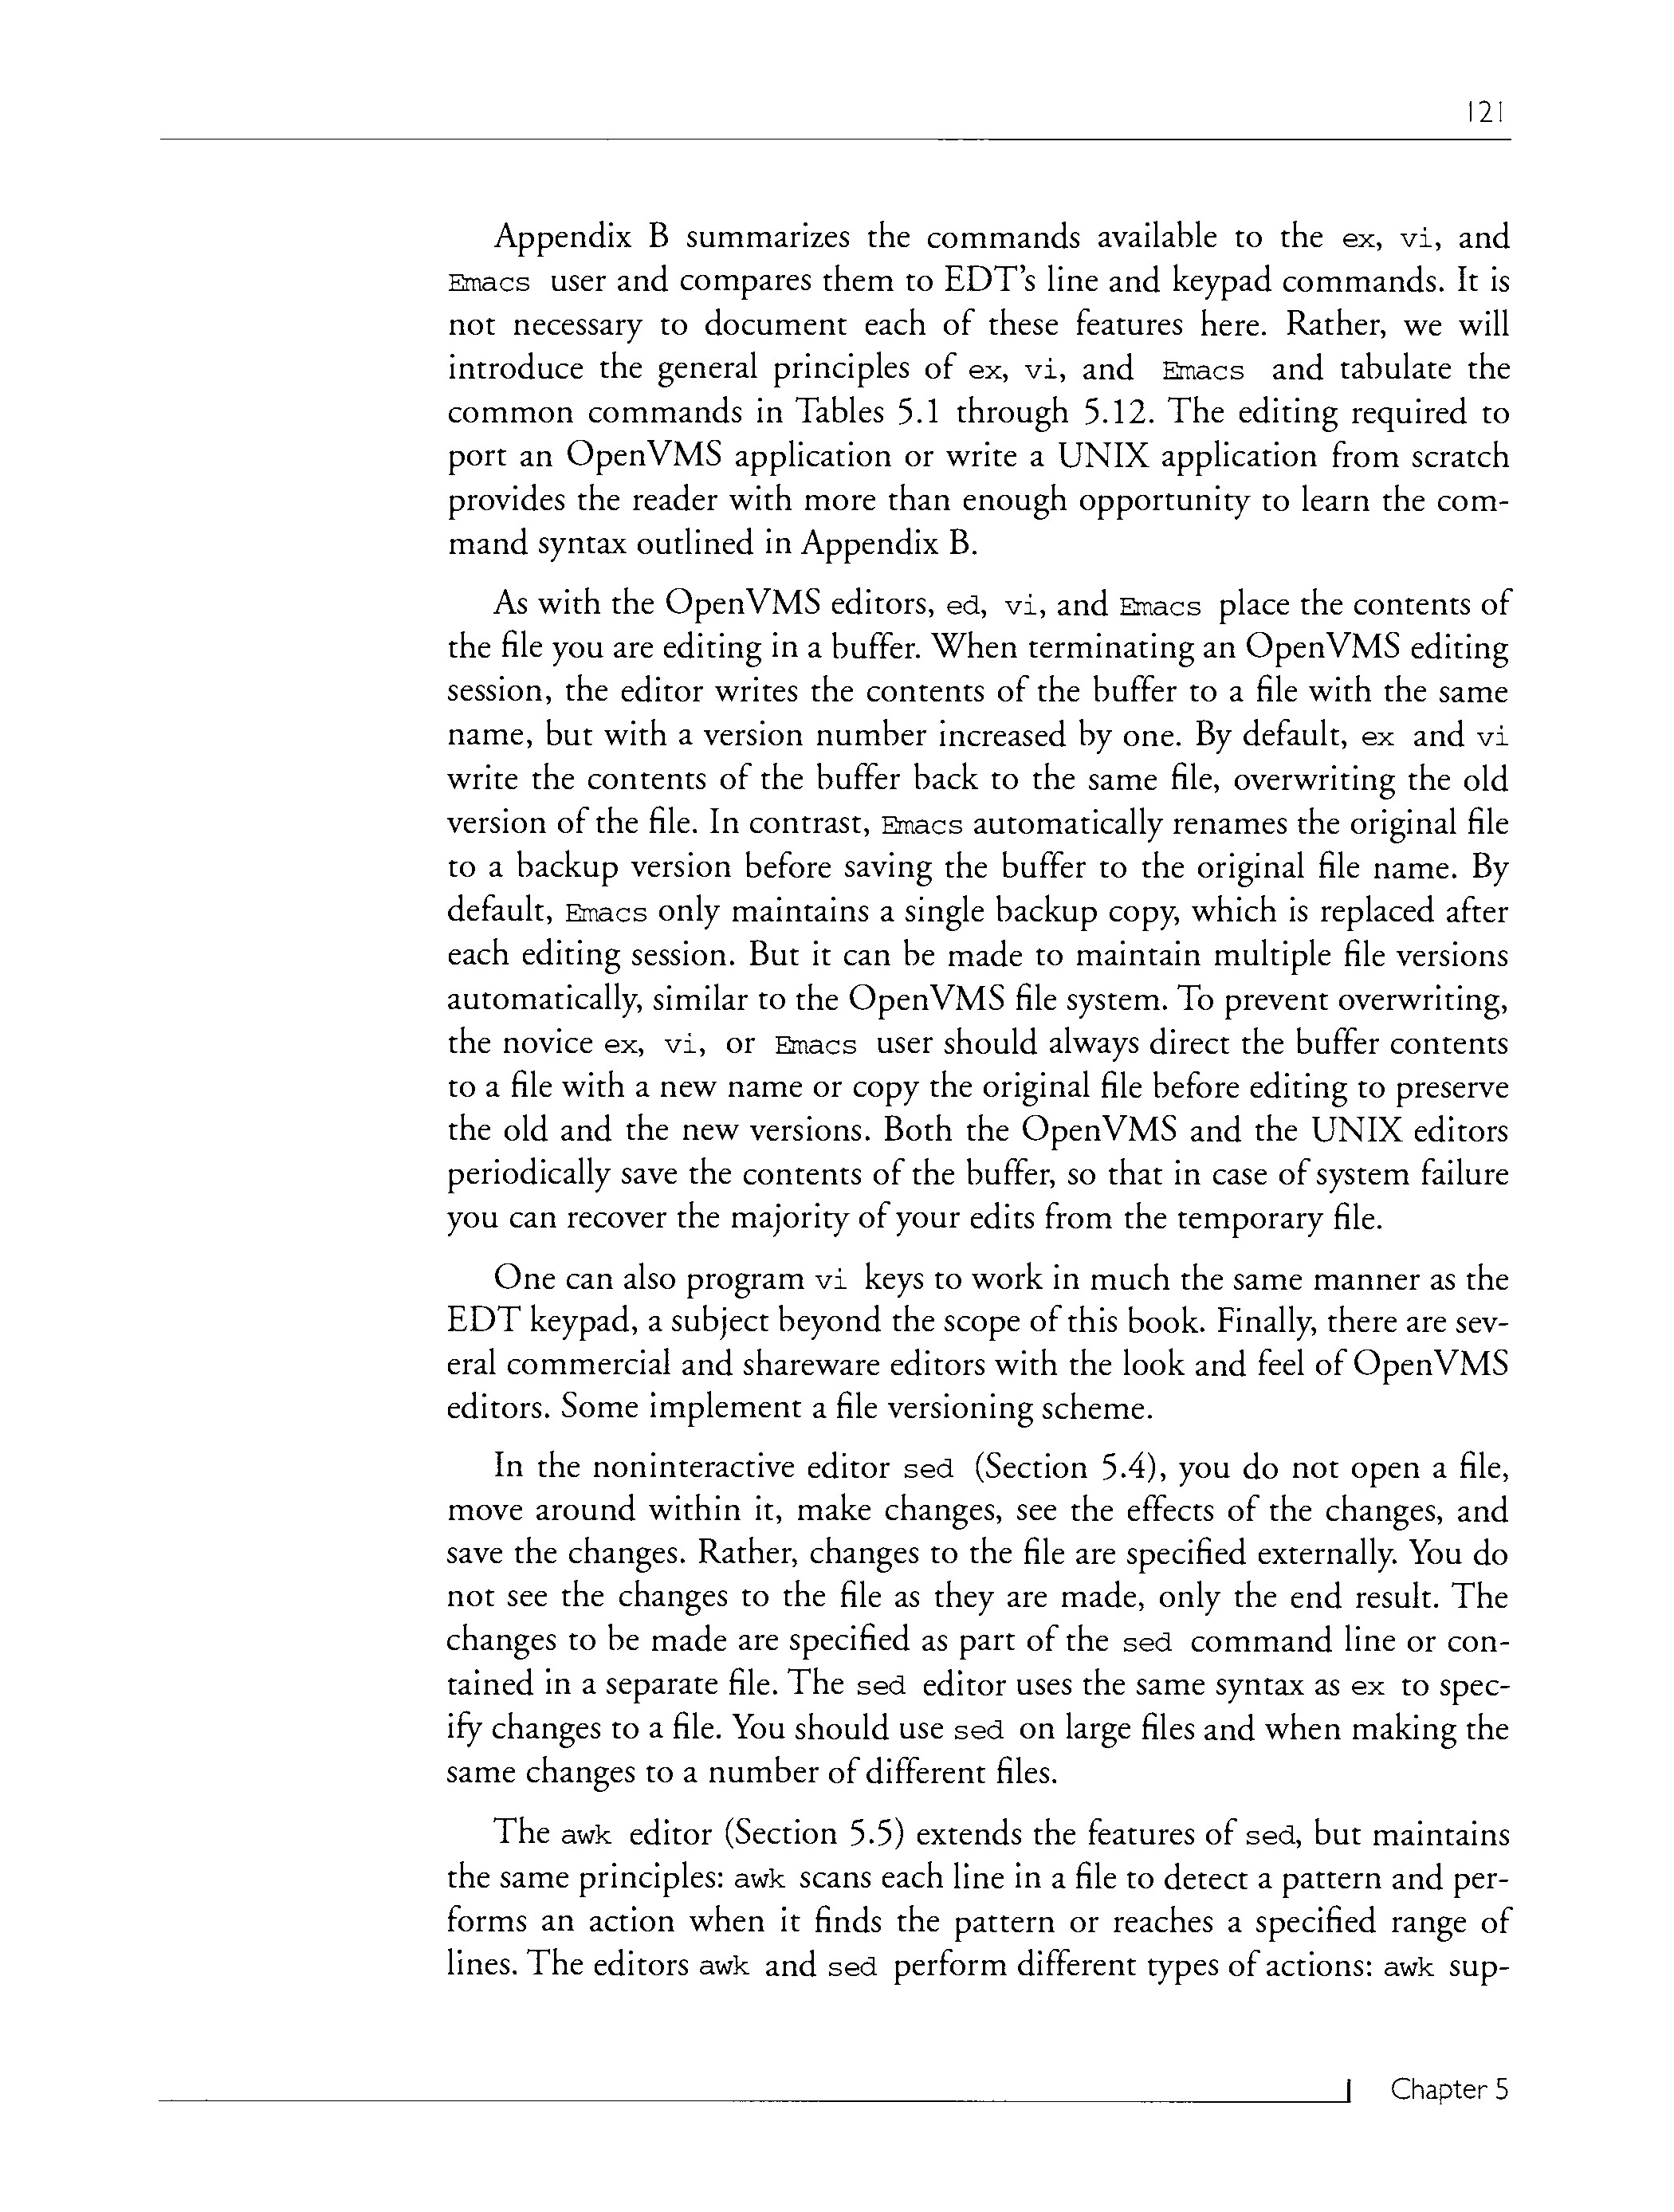 121
Appendix B summarizes the commands available to the ex, vi, and
Emacs user and compares them to EDT's line and keypad commands. It is
not necessary to document each of these features here. Rather, we will
introduce the general principles of ex, vi, and Emacs and tabulate the
common commands in Tables 5.1 through 5.12. The editing required to
port an OpenVMS application or write a UNIX application from scratch
provides the reader with more than enough opportunity to learn the com-
mand syntax outlined in Appendix B.
As with the OpenVMS editors, ed, vi, and Emacs place the contents of
the file you are editing in a buffer. When terminating an OpenVMS editing
session, the editor writes the contents of the buffer to a file with the same
name, but with a version number increased by one. By default, ex and vi
write the contents of the buffer back to the same file, overwriting the old
version of the file. In contrast, Emacs automatically renames the original file
to a backup version before saving the buffer to the original file name. By
default, Emacs only maintains a single backup copy, which is replaced after
each editing session. But it can be made to maintain multiple file versions
automatically, similar to the OpenVMS file system. To prevent overwriting,
the novice ex, vi, or Emacs user should always direct the buffer contents
to a file with a new name or copy the original file before editing to preserve
the old and the new versions. Both the OpenVMS and the UNIX editors
periodically save the contents of the buffer, so that in case of system failure
you can recover the majority of your edits from the temporary file.
One can also program vi keys to work in much the same manner as the
EDT keypad, a subject beyond the scope of this book. Finally, there are sev-
eral commercial and shareware editors with the look and feel of OpenVMS
editors. Some implement a file versioning scheme.
In the noninteractive editor sed (Section 5.4), you do not open a file,
move around within it, make changes, see the effects of the changes, and
save the changes. Rather, changes to the file are specified externally. You do
not see the changes to the file as they are made, only the end result. The
changes to be made are specified as part of the sed command line or con-
tained in a separate file. The sed editor uses the same syntax as ex to spec-
ify changes to a file. You should use sed on large files and when making the
same changes to a number of different files.
The awk editor (Section 5.5) extends the features of sed, but maintains
the same principles: awk scans each line in a file to detect a pattern and per-
forms an action when it finds the pattern or reaches a specified range of
lines. The editors awk and sed perform different types of actions: awk sup-
Chapter 5